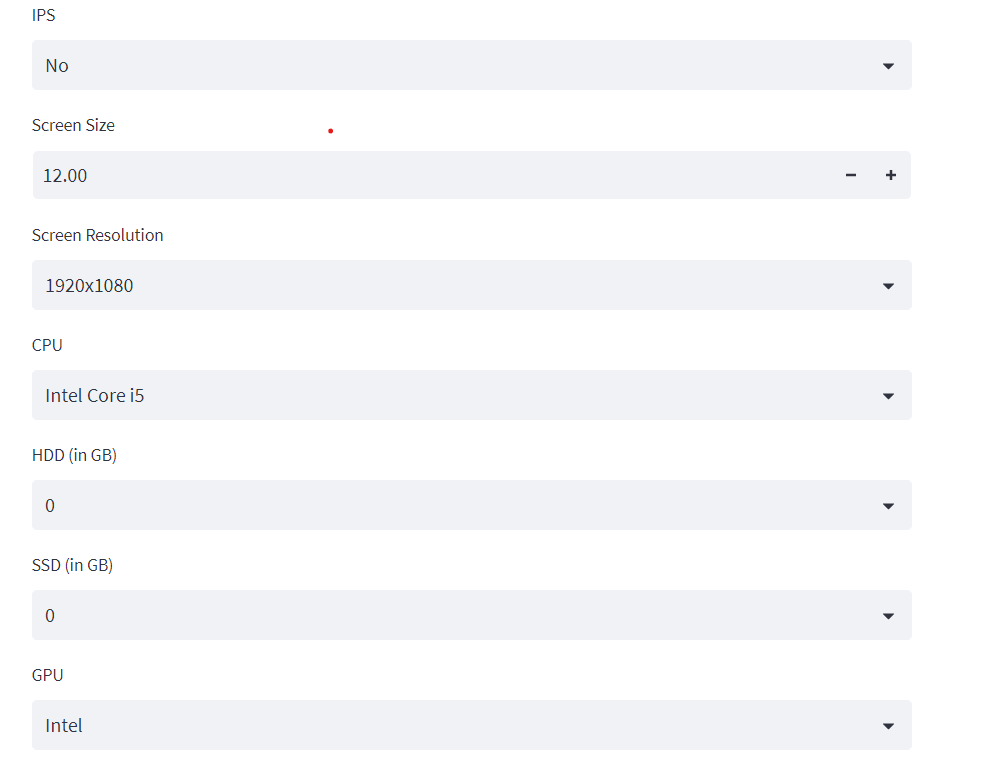 IPS
No
Screen Size
12.00
Screen Resolution
1920x1080
CPU
Intel Core i5
HDD (in GB)
0
SSD (in GB)
0
GPU
Intel